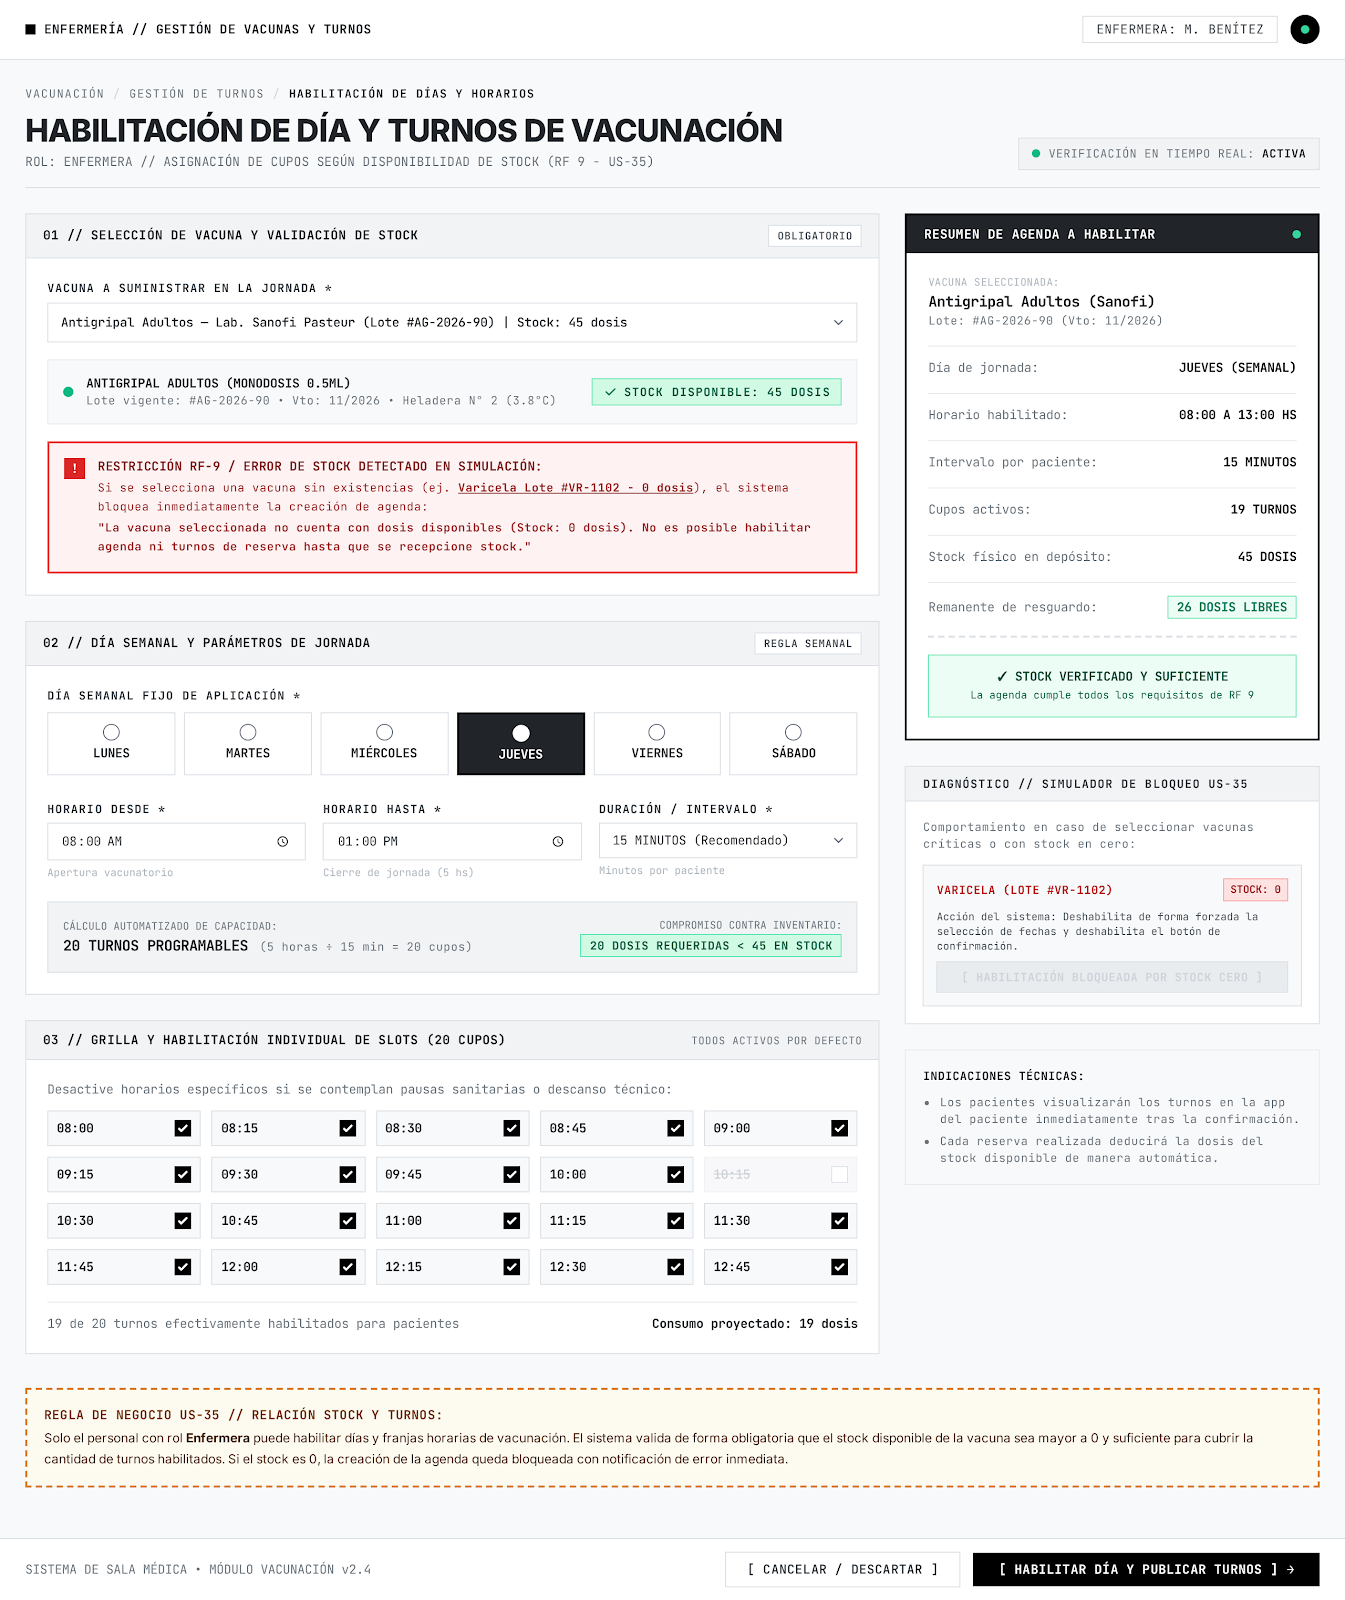 ENFERMERÍA // GESTIÓN DE VACUNAS Y TURNOS
ENFERMERA: M. BENÍTEZ
VACUNACIÓN / GESTIÓN DE TURNOS / HABILITACIÓN DE DÍAS Y HORARIOS
HABILITACIÓN DE DÍA Y TURNOS DE VACUNACIÓN
ROL: ENFERMERA // ASIGNACIÓN DE CUPOS SEGÚN DISPONIBILIDAD DE STOCK (RF 9 - US-35)
VERIFICACIÓN EN TIEMPO REAL: ACTIVA
01 // SELECCIÓN DE VACUNA Y VALIDACIÓN DE STOCK
OBLIGATORIO
VACUNA A SUMINISTRAR EN LA JORNADA *
Antigripal Adultos — Lab. Sanofi Pasteur (Lote #AG-2026-90) | Stock: 45 dosis
ANTIGRIPAL ADULTOS (MONODOSIS 0.5ML)
Lote vigente: #AG-2026-90 • Vto: 11/2026 • Heladera N° 2 (3.8°C)
✓ STOCK DISPONIBLE: 45 DOSIS
! RESTRICCIÓN RF-9 / ERROR DE STOCK DETECTADO EN SIMULACIÓN:
Si se selecciona una vacuna sin existencias (ej. Varicela Lote #VR-1102 - 0 dosis), el sistema
bloquea inmediatamente la creación de agenda:
"La vacuna seleccionada no cuenta con dosis disponibles (Stock: 0 dosis). No es posible habilitar
agenda ni turnos de reserva hasta que se recepcione stock."
02 // DÍA SEMANAL Y PARÁMETROS DE JORNADA
REGLA SEMANAL
DÍA SEMANAL FIJO DE APLICACIÓN *
LUNES
MARTES
MIÉRCOLES
JUEVES
VIERNES
SÁBADO
HORARIO DESDE *
08:00 AM
Apertura vacunatorio
HORARIO HASTA *
01:00 PM
Cierre de jornada (5 hs)
DURACIÓN / INTERVALO *
15 MINUTOS (Recomendado)
Minutos por paciente
CÁLCULO AUTOMATIZADO DE CAPACIDAD:
20 TURNOS PROGRAMABLES (5 horas ÷ 15 min = 20 cupos)
COMPROMISO CONTRA INVENTARIO:
20 DOSIS REQUERIDAS < 45 EN STOCK
03 // GRILLA Y HABILITACIÓN INDIVIDUAL DE SLOTS (20 CUPOS)
TODOS ACTIVOS POR DEFECTO
Desactive horarios específicos si se contemplan pausas sanitarias o descanso técnico:
08:00 08:15 08:30 08:45 09:00
09:15 09:30 09:45 10:00 10:15
10:30 10:45 11:00 11:15 11:30
11:45 12:00 12:15 12:30 12:45
19 de 20 turnos efectivamente habilitados para pacientes
Consumo proyectado: 19 dosis
RESUMEN DE AGENDA A HABILITAR
VACUNA SELECCIONADA:
Antigripal Adultos (Sanofi)
Lote: #AG-2026-90 (Vto: 11/2026)
Día de jornada: JUEVES (SEMANAL)
Horario habilitado: 08:00 A 13:00 HS
Intervalo por paciente: 15 MINUTOS
Cupos activos: 19 TURNOS
Stock físico en depósito: 45 DOSIS
Remanente de resguardo: 26 DOSIS LIBRES
✓ STOCK VERIFICADO Y SUFICIENTE
La agenda cumple todos los requisitos de RF 9
DIAGNÓSTICO // SIMULADOR DE BLOQUEO US-35
Comportamiento en caso de seleccionar vacunas
críticas o con stock en cero:
VARICELA (LOTE #VR-1102)
STOCK: 0
Acción del sistema: Deshabilita de forma forzada la
selección de fechas y deshabilita el botón de
confirmación.
[ HABILITACIÓN BLOQUEADA POR STOCK CERO ]
INDICACIONES TÉCNICAS:
• Los pacientes visualizarán los turnos en la app
del paciente inmediatamente tras la confirmación.
• Cada reserva realizada deducirá la dosis del
stock disponible de manera automática.
REGLA DE NEGOCIO US-35 // RELACIÓN STOCK Y TURNOS:
Solo el personal con rol Enfermera puede habilitar días y franjas horarias de vacunación. El sistema valida de forma obligatoria que el stock disponible de la vacuna sea mayor a 0 y suficiente para cubrir la
cantidad de turnos habilitados. Si el stock es 0, la creación de la agenda queda bloqueada con notificación de error inmediata.
SISTEMA DE SALA MÉDICA • MÓDULO VACUNACIÓN v2.4
[ CANCELAR / DESCARTAR ]
[ HABILITAR DÍA Y PUBLICAR TURNOS ] →